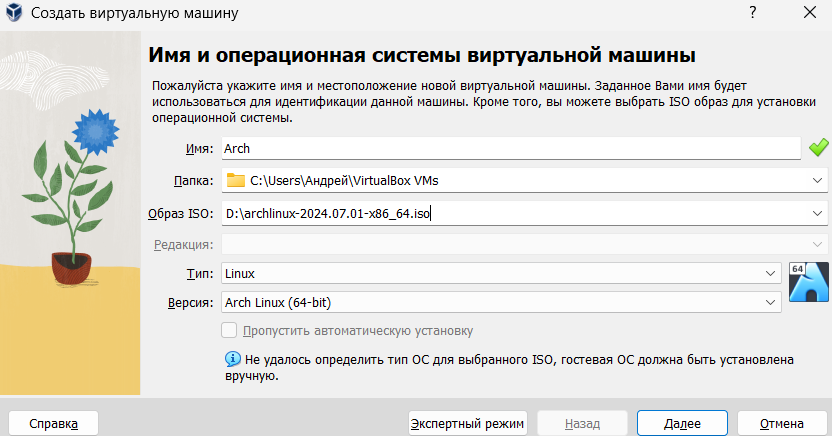 Создать виртуальную машину
?
Имя и операционная системы виртуальной машины
Пожалуйста укажите имя и местоположение новой виртуальной машины. Заданное Вами имя будет
использоваться для идентификации данной машины. Кроме того, вы можете выбрать ISO образ для установки
операционной системы.
Имя: Arch
Папка: C:\Users\Андрей\VirtualBox VMs
Образ ISO: D:\archlinux-2024.07.01-x86_64.iso
Редакция:
Тип: Linux
64
Версия: Arch Linux (64-bit)
Пропустить автоматическую установку
Не удалось определить тип ОС для выбранного ISO, гостевая ОС должна быть установлена
вручную.
Справка Экспертный режим Назад Далее Отмена